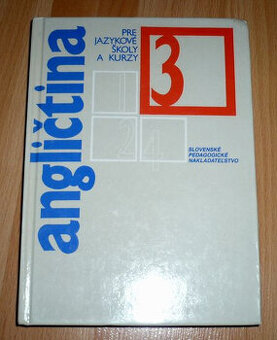 angličtina
PRE
JAZYKOVÉ
ŠKOLY
A KURZY
1
3
2
4
SLOVENSKÉ
PEDAGOGICKÉ
NAKLADATEĽSTVO